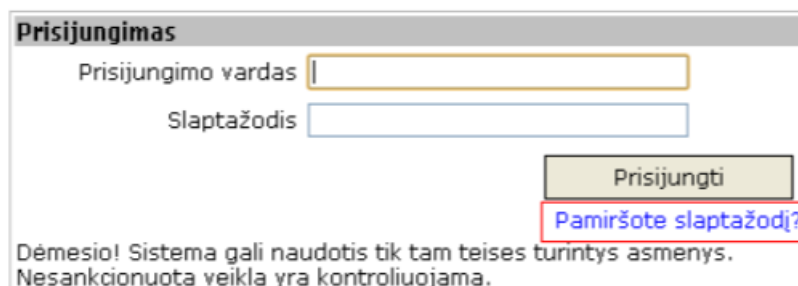 Prisijungimas
Prisijungimo vardas
Slaptažodis
Prisijungti
Pamiršote slaptažodį?
Dėmesio! Sistema gali naudotis tik tam teises turintys asmenys.
Nesankcionuota veikla yra kontroliuojama.